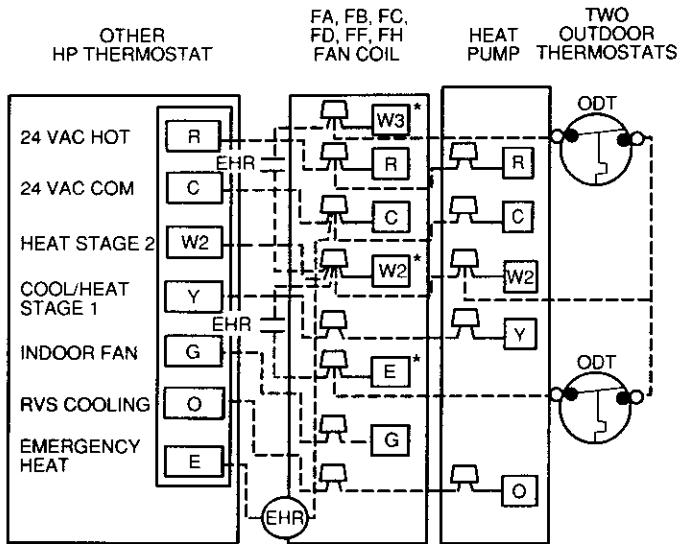 OTHER
HP THERMOSTAT
FA, FB, FC,
FD, FF, FH
FAN COIL
HEAT
PUMP
TWO
OUTDOOR
THERMOSTATS
24 VAC HOT
R
24 VAC COM
C
HEAT STAGE 2
W2
COOL/HEAT
STAGE 1
Y
INDOOR FAN
G
RVS COOLING
O
EMERGENCY
HEAT
E
EHR
EHR
EHR
W3 *
R
C
W2 *
E *
G
R
C
W2
Y
O
ODT
ODT